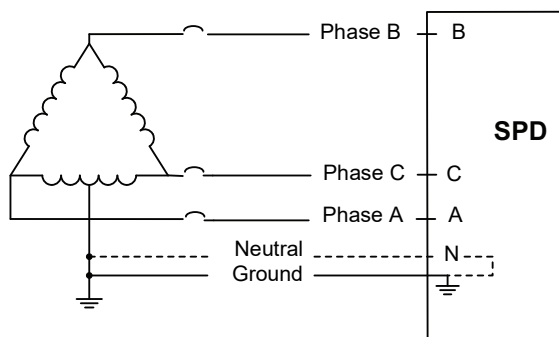 Phase B B
SPD
Phase C C
Phase A A
Neutral N
Ground